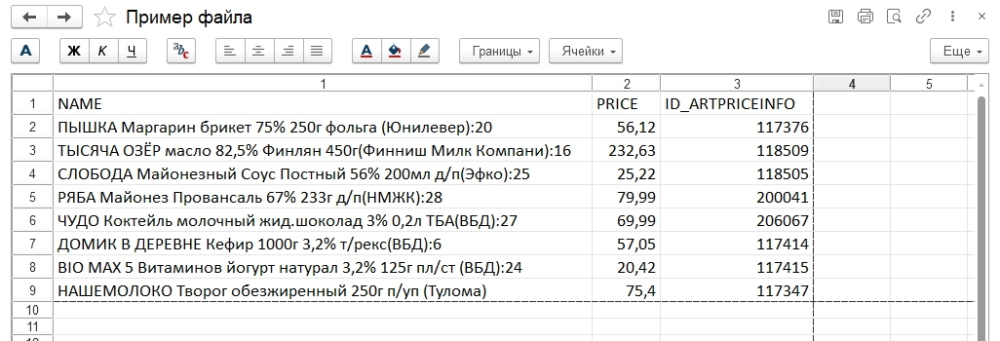 Пример файла
А Ж К Ч abc А Границы Ячейки Еще
1 2 3 4 5
1 NAME PRICE ID_ARTPRICEINFO
2 ПЫШКА Маргарин брикет 75% 250г фольга (Юнилевер):20 56,12 117376
3 ТЫСЯЧА ОЗЁР масло 82,5% Финлян 450г(Финниш Милк Компани):16 232,63 118509
4 СЛОБОДА Майонезный Соус Постный 56% 200мл д/п(Эфко):25 25,22 118505
5 РЯБА Майонез Провансаль 67% 233г д/п(НМЖК):28 79,99 200041
6 ЧУДО Коктейль молочный жид.шоколад 3% 0,2л ТБА(ВБД):27 69,99 206067
7 ДОМИК В ДЕРЕВНЕ Кефир 1000г 3,2% т/рекс(ВБД):6 57,05 117414
8 BIO MAX 5 Витаминов йогурт натурал 3,2% 125г пл/ст (ВБД):24 20,42 117415
9 НАШЕМОЛОКО Творог обезжиренный 250г п/уп (Тулома) 75,4 117347
10
11